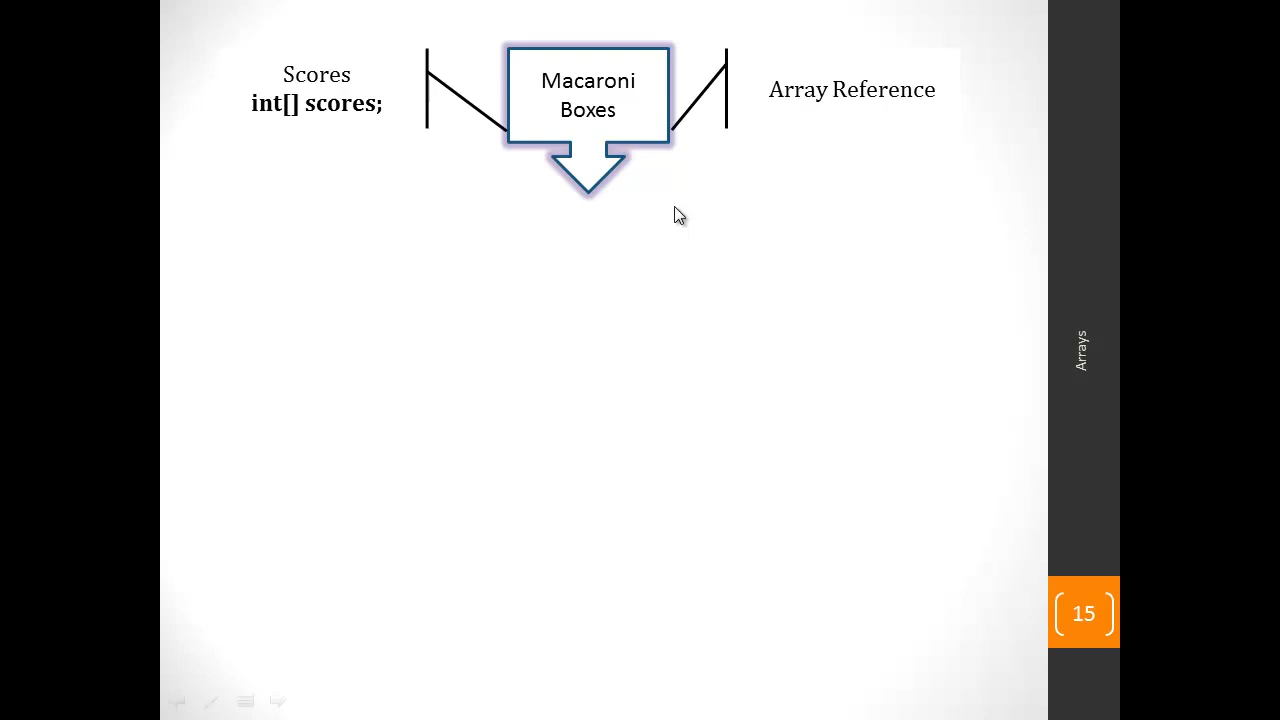 Scores
int[] scores;
Macaroni
Boxes
Array Reference
Arrays
15